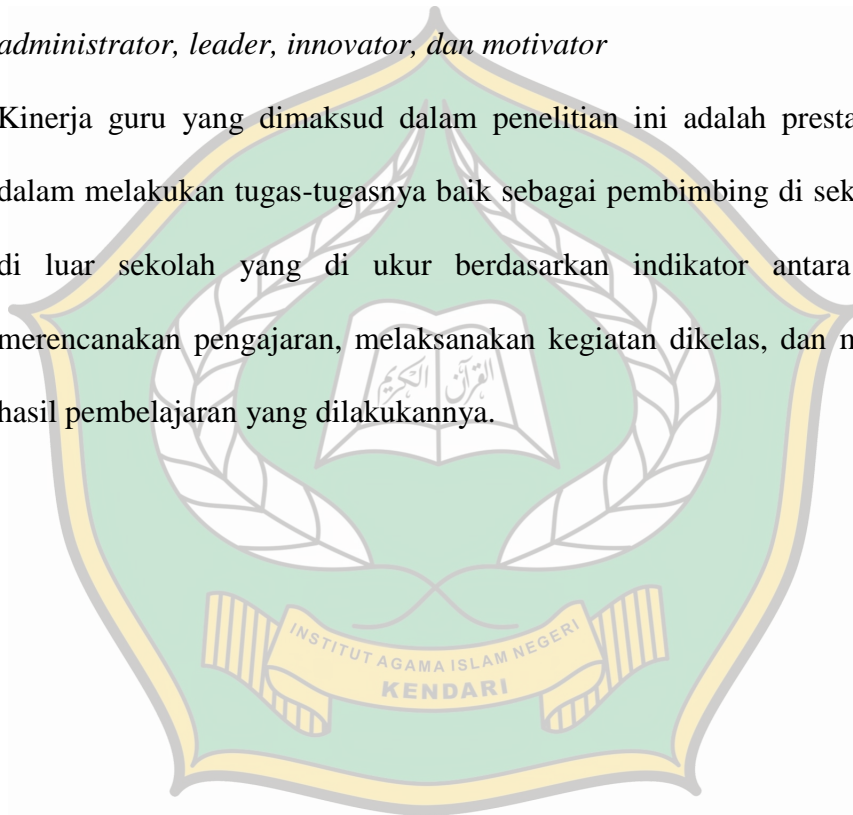 administrator, leader, innovator, dan motivator
Kinerja guru yang dimaksud dalam penelitian ini adalah presta
dalam melakukan tugas-tugasnya baik sebagai pembimbing di sek
di luar sekolah yang di ukur berdasarkan indikator antara
merencanakan pengajaran, melaksanakan kegiatan dikelas, dan m
hasil pembelajaran yang dilakukannya.
القرآن الكريم
INSTITUT AGAMA ISLAM NEGERI
KENDARI